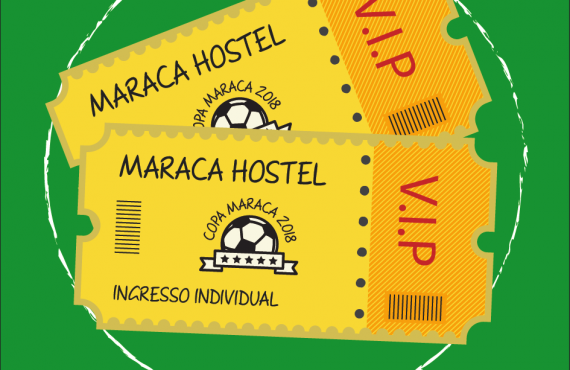 MARACA HOSTEL
V.I.P
COPA MARACA 2018
MARACA HOSTEL
V.I.P
COPA MARACA 2018
INGRESSO INDIVIDUAL